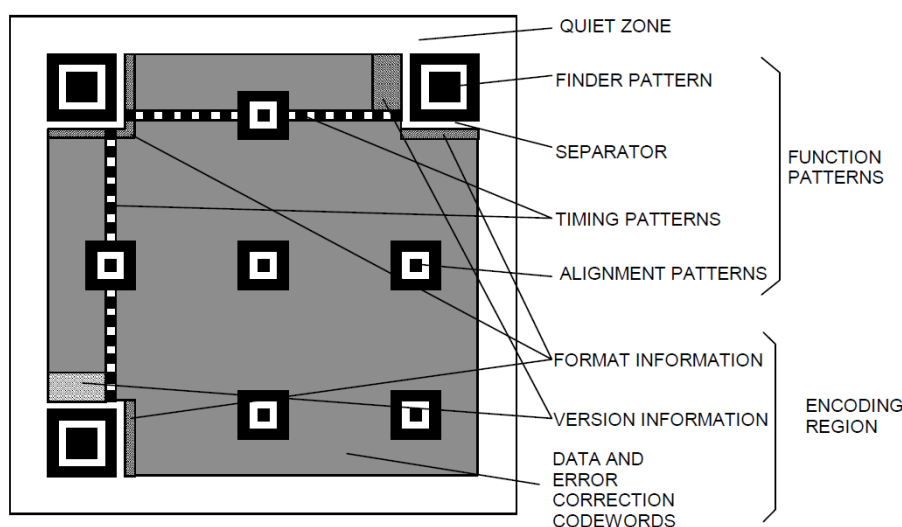 QUIET ZONE
FINDER PATTERN
SEPARATOR
FUNCTION
PATTERNS
TIMING PATTERNS
ALIGNMENT PATTERNS
FORMAT INFORMATION
VERSION INFORMATION
ENCODING
REGION
DATA AND
ERROR
CORRECTION
CODEWORDS